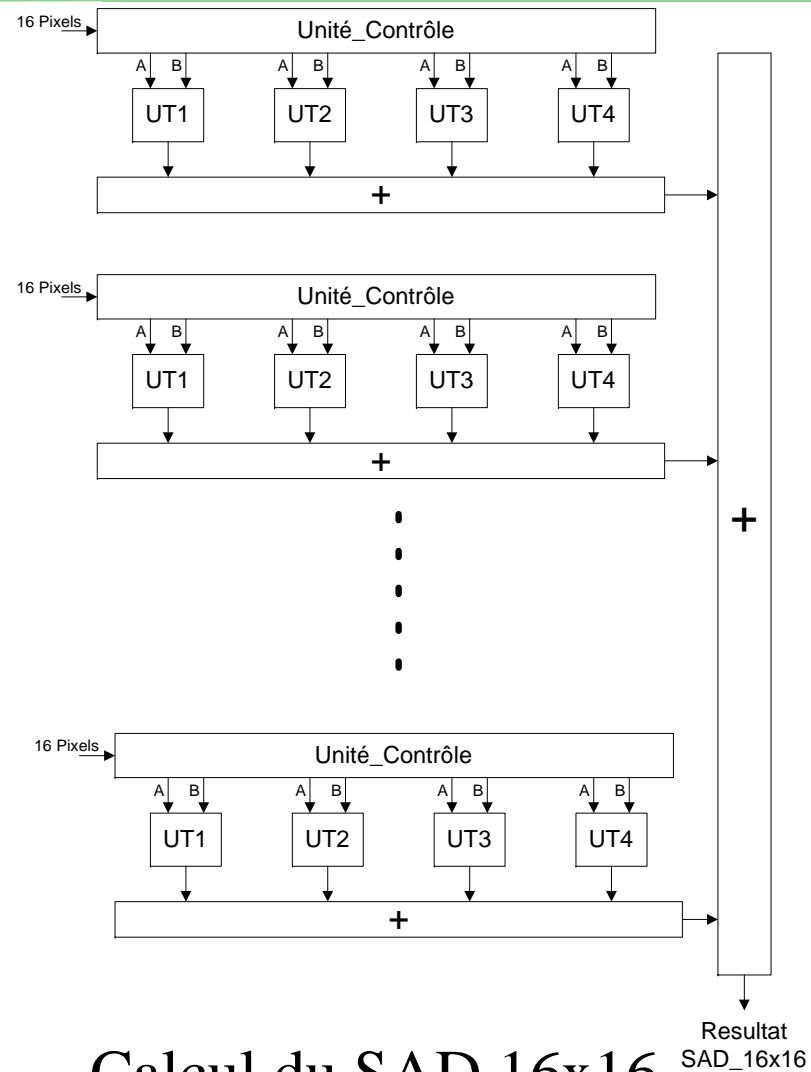 16 Pixels
Unité_Contrôle
A B A B A B A B
UT1 UT2 UT3 UT4
+
16 Pixels
Unité_Contrôle
A B A B A B A B
UT1 UT2 UT3 UT4
+
+
16 Pixels
Unité_Contrôle
A B A B A B A B
UT1 UT2 UT3 UT4
+
Resultat
SAD_16x16
Calcul du SAD 16x16